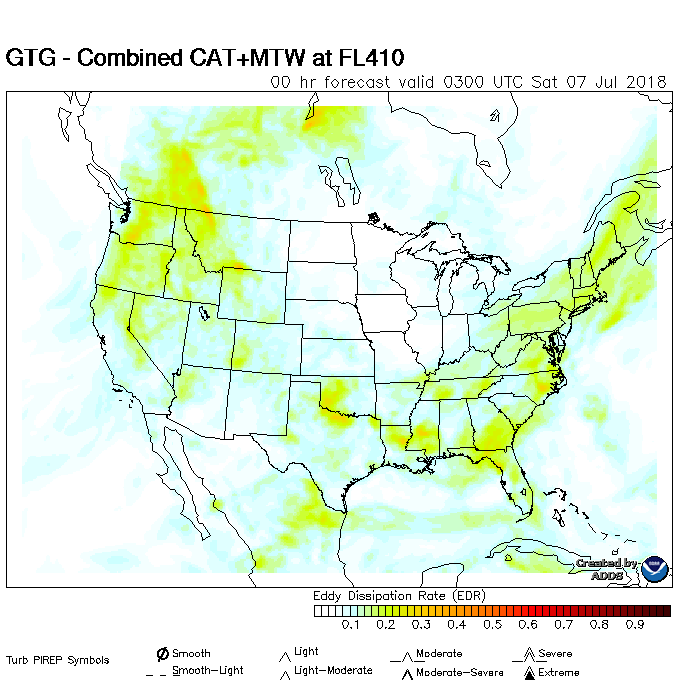 GTG - Combined CAT+MTW at FL410
00 hr forecast valid 0300 UTC Sat 07 Jul 2018
Created by
ADDS
Eddy Dissipation Rate (EDR)
0.1 0.2 0.3 0.4 0.5 0.6 0.7 0.8 0.9
Turb PIREP Symbols
Smooth Light Moderate Severe
Smooth-Light Light-Moderate Moderate-Severe Extreme